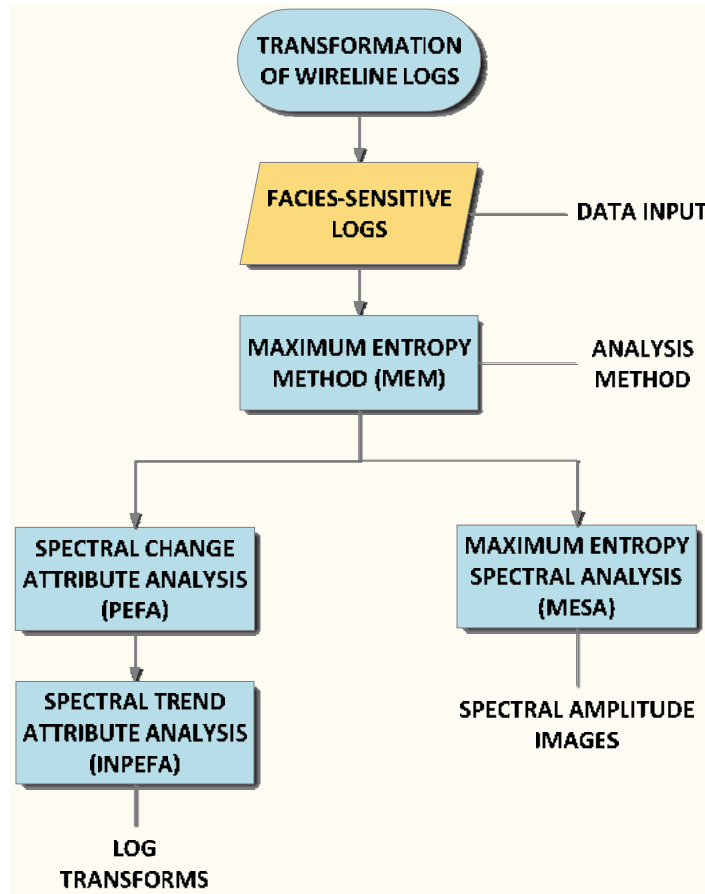 TRANSFORMATION
OF WIRELINE LOGS
FACIES-SENSITIVE
LOGS
DATA INPUT
MAXIMUM ENTROPY
METHOD (MEM)
ANALYSIS
METHOD
SPECTRAL CHANGE
ATTRIBUTE ANALYSIS
(PEFA)
MAXIMUM ENTROPY
SPECTRAL ANALYSIS
(MESA)
SPECTRAL TREND
ATTRIBUTE ANALYSIS
(INPEFA)
SPECTRAL AMPLITUDE
IMAGES
LOG
TRANSFORMS